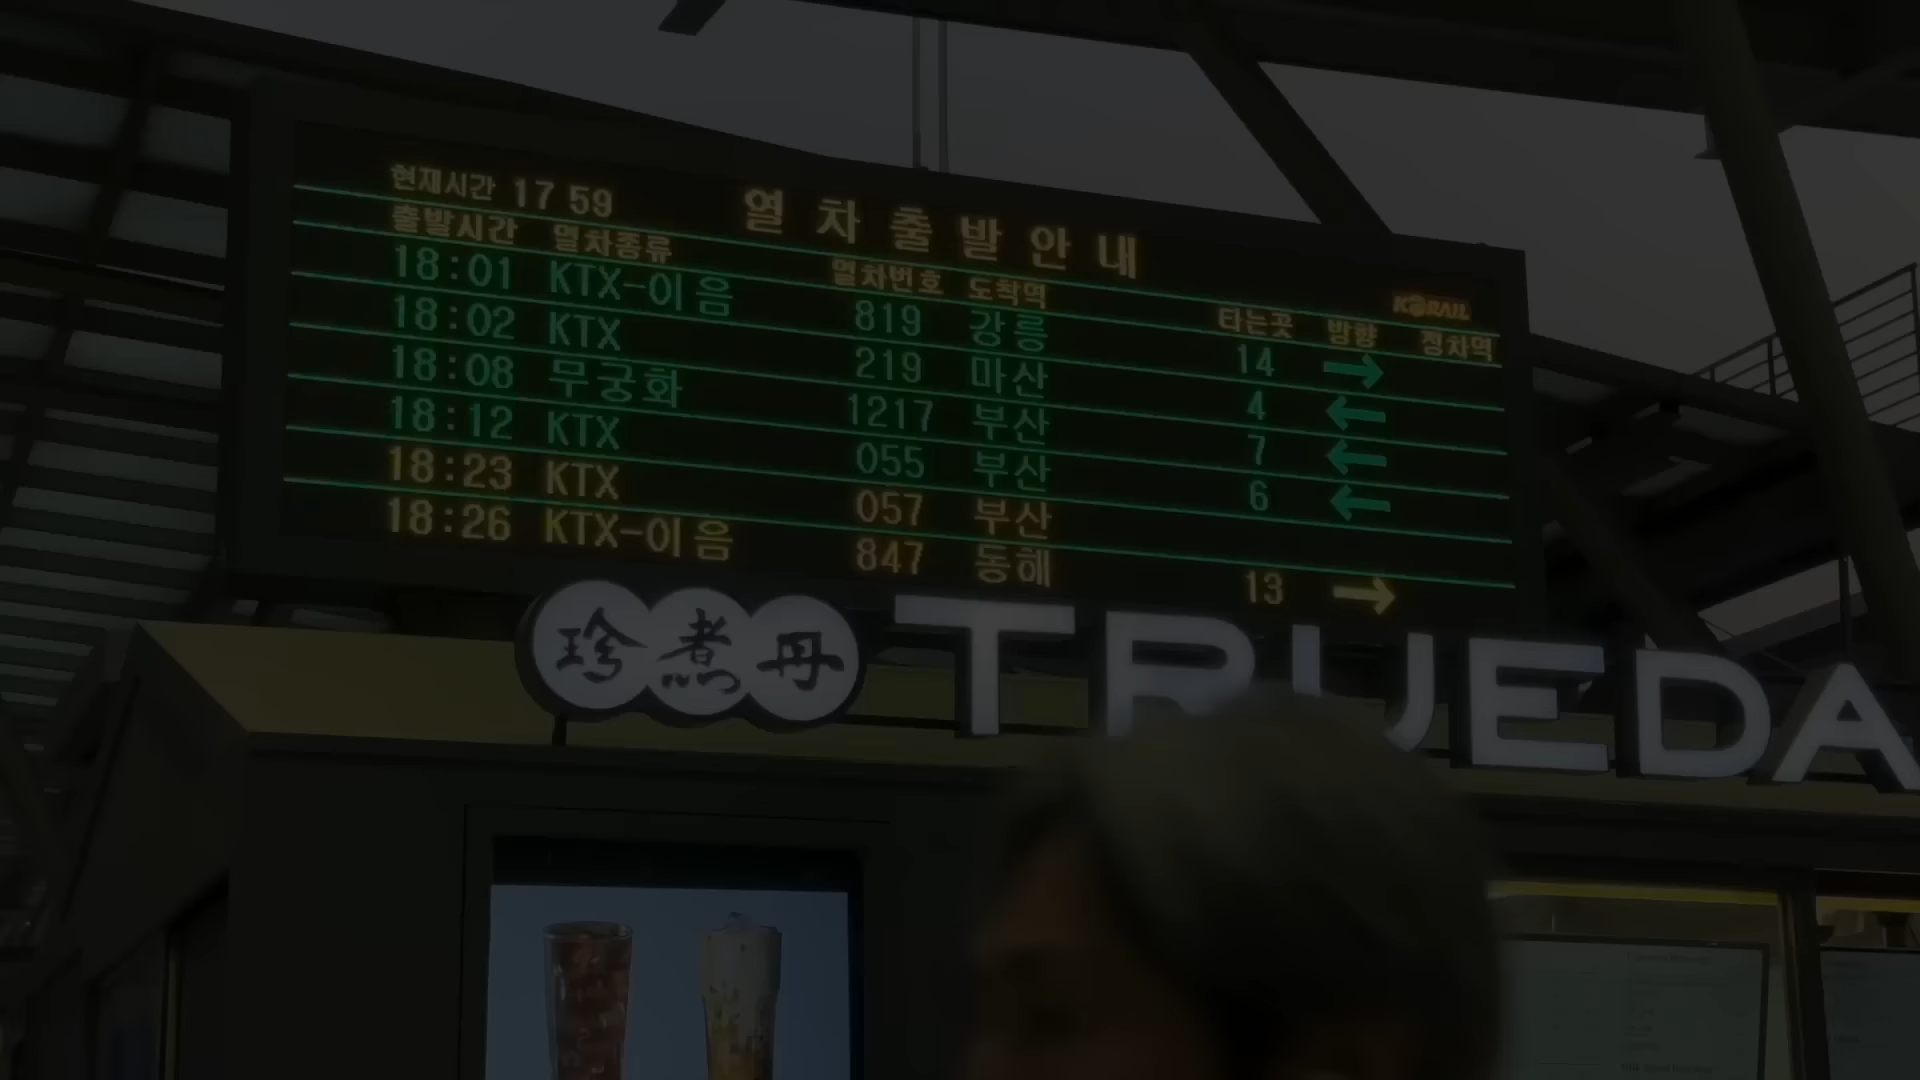 현재시간 17 59 열차출발안내
KORAIL
출발시간 열차종류 열차번호 도착역 타는곳 방향 정차역
18:01 KTX-이음 819 강릉 14 →
18:02 KTX 219 마산 4 ←
18:08 무궁화 1217 부산 7 ←
18:12 KTX 055 부산 6 ←
18:23 KTX 057 부산
18:26 KTX-이음 847 동해 13 →
珍煮丹 TRUEDA